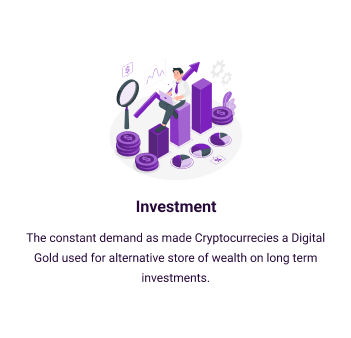 Investment
The constant demand as made Cryptocurrecies a Digital
Gold used for alternative store of wealth on long term
investments.